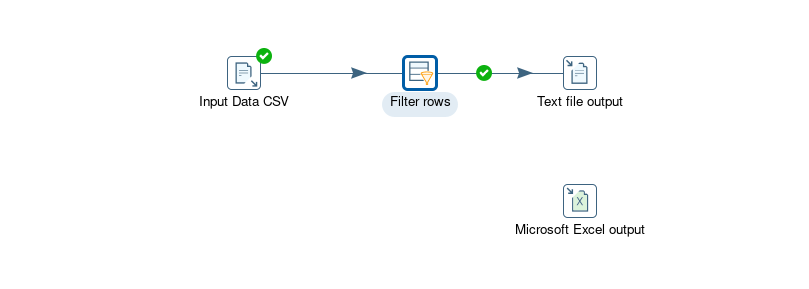 Input Data CSV
Filter rows
Text file output
X
Microsoft Excel output